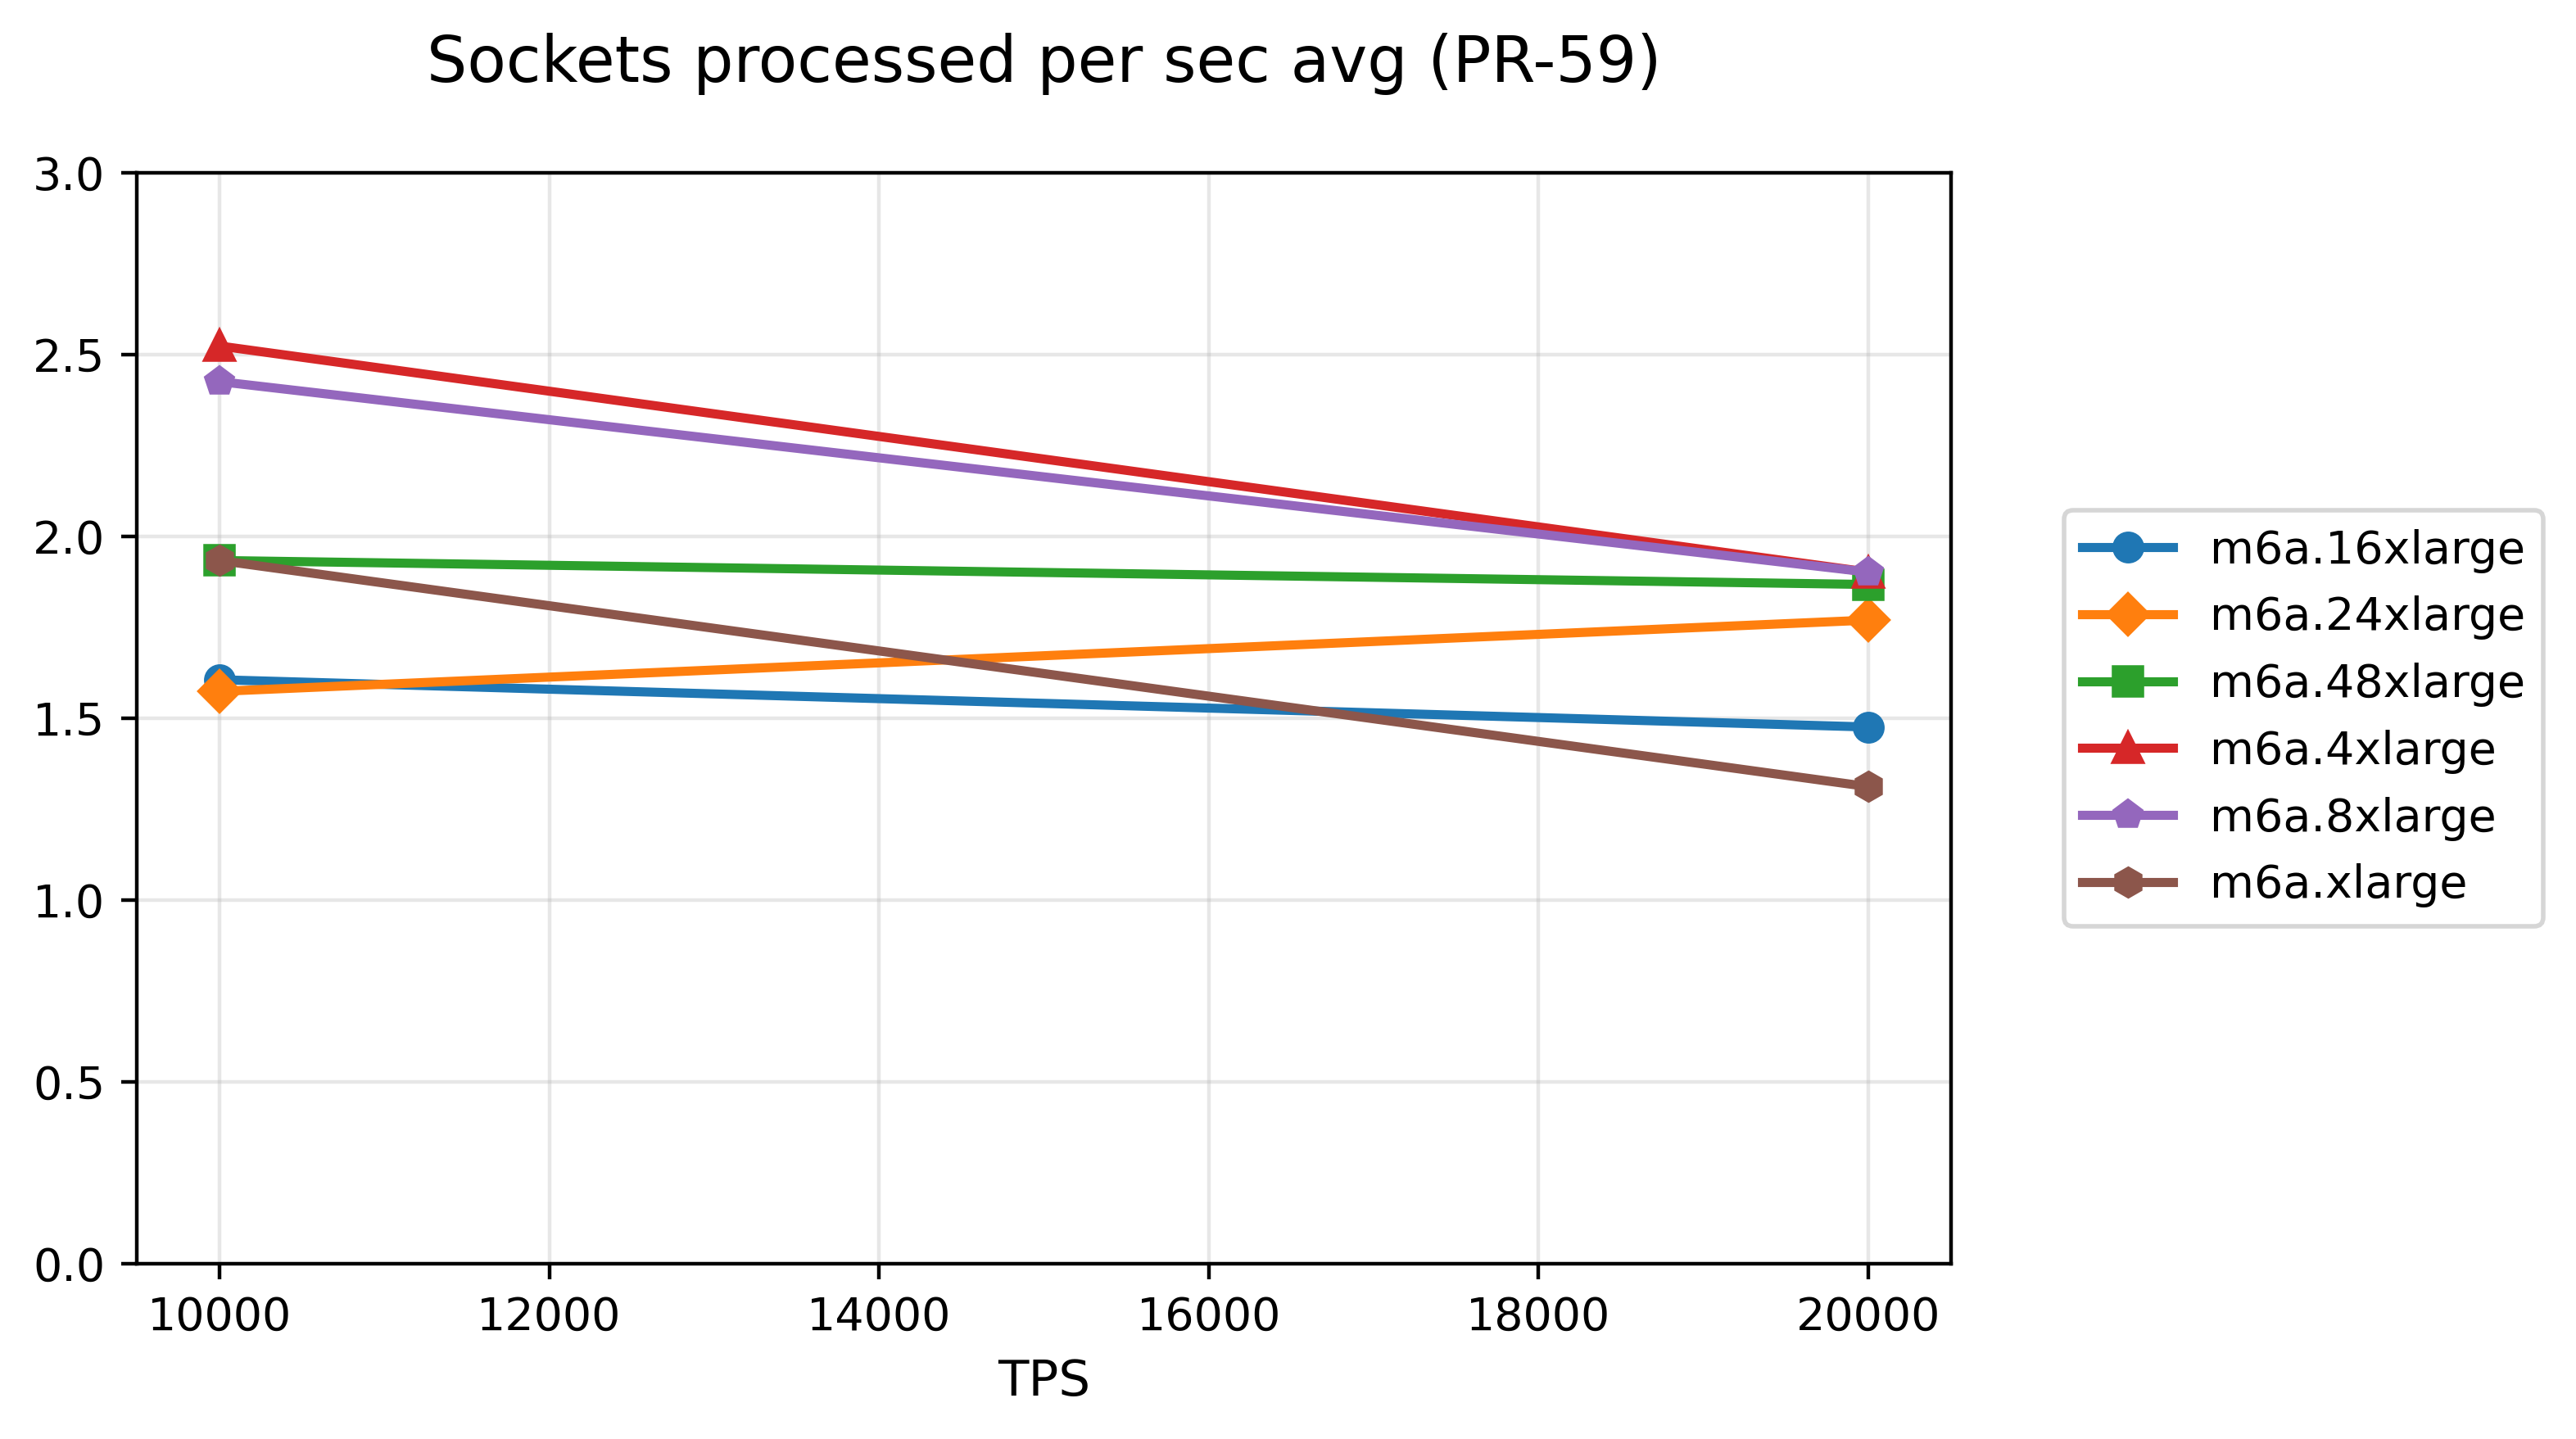 Sockets processed per sec avg (PR-59)
3.0
2.5
2.0
1.5
1.0
0.5
0.0
10000 12000 14000 16000 18000 20000
TPS
m6a.16xlarge
m6a.24xlarge
m6a.48xlarge
m6a.4xlarge
m6a.8xlarge
m6a.xlarge